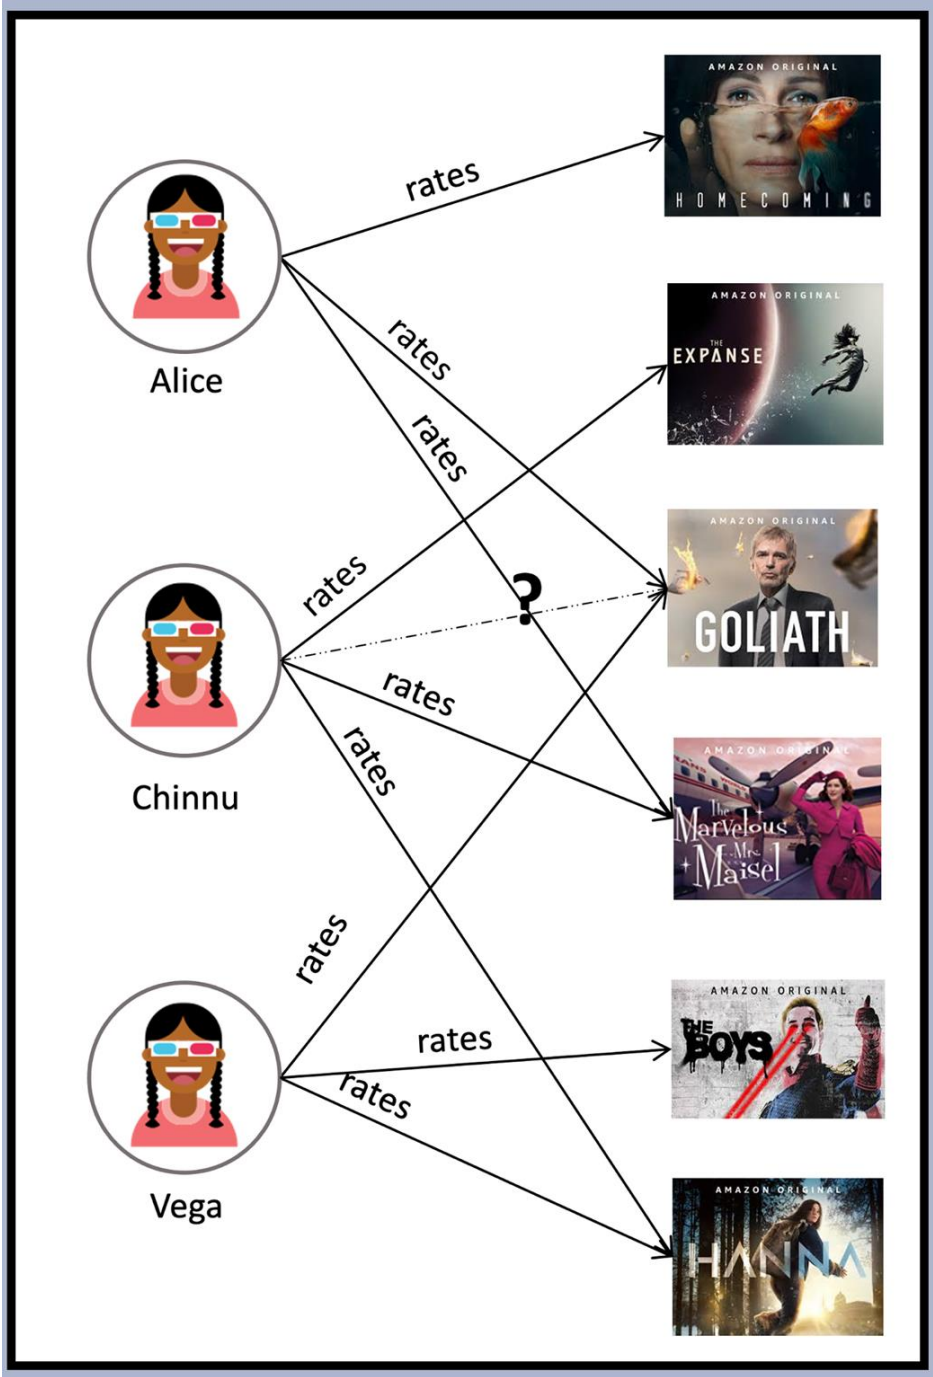 AMAZON ORIGINAL
HOMECOMING
rates
Alice
rates
rates
AMAZON ORIGINAL
THE
EXPANSE
rates
?
AMAZON ORIGINAL
GOLIATH
Chinnu
rates
rates
AMAZON ORIGINAL
The
Marvelous
Mrs.
Maisel
rates
Vega
rates
rates
AMAZON ORIGINAL
THE
BOYS
AMAZON ORIGINAL
HANNA